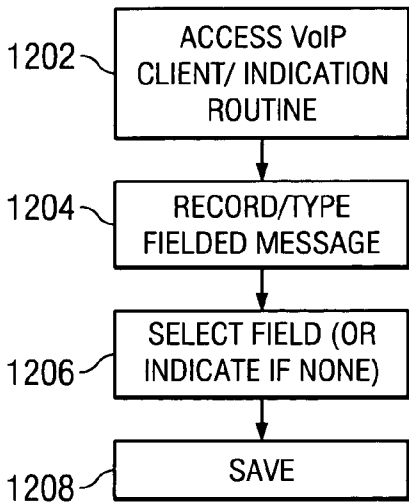 1202
ACCESS VoIP
CLIENT/ INDICATION
ROUTINE
1204
RECORD/TYPE
FIELDED MESSAGE
1206
SELECT FIELD (OR
INDICATE IF NONE)
1208
SAVE